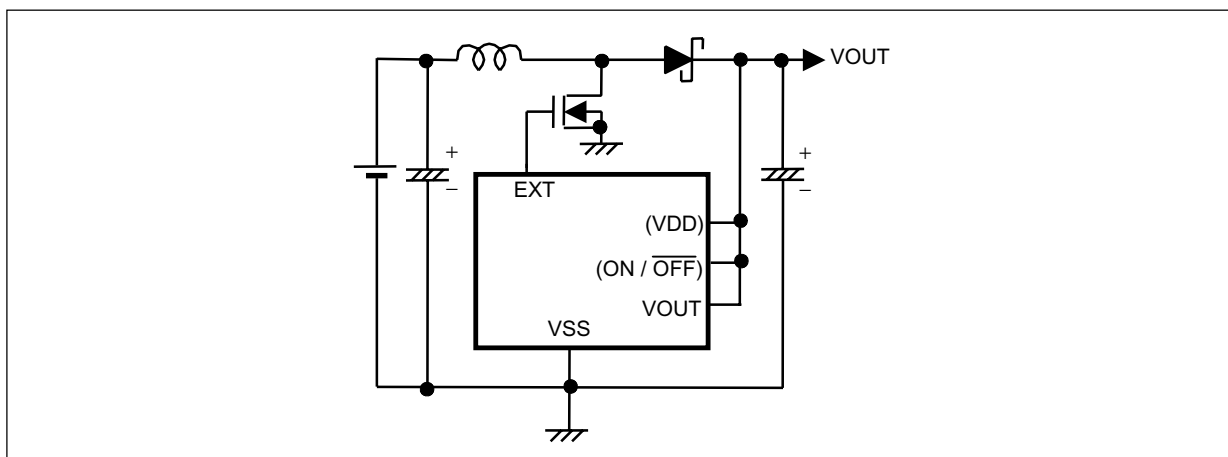 VOUT
+
−
+
−
EXT
(VDD)
(ON / OFF)
VOUT
VSS